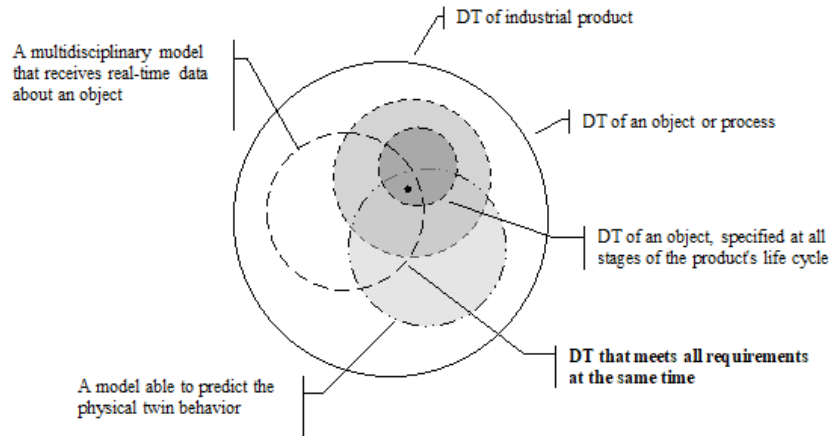 DT of industrial product
A multidisciplinary model
that receives real-time data
about an object
DT of an object or process
DT of an object, specified at all
stages of the product's life cycle
DT that meets all requirements
at the same time
A model able to predict the
physical twin behavior